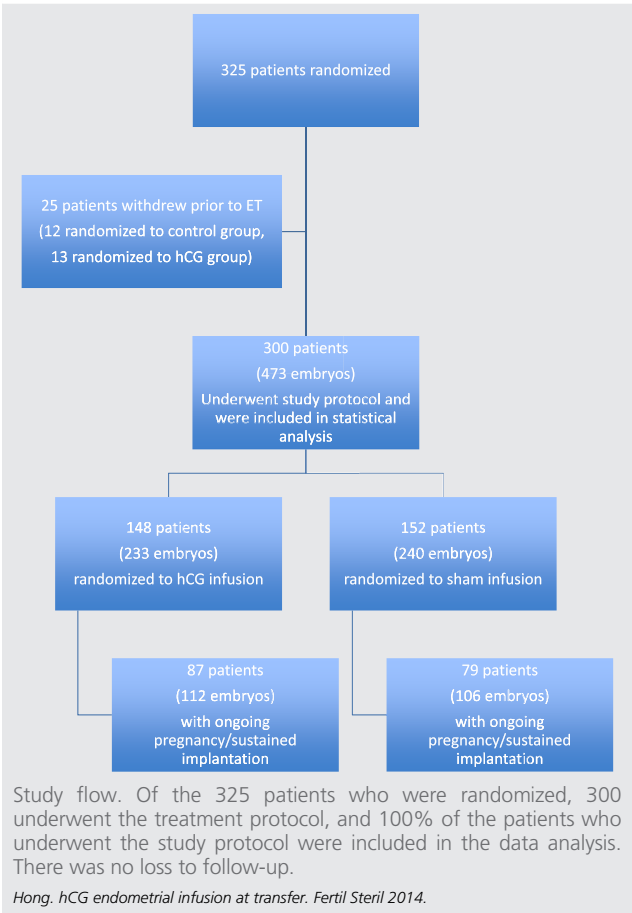 325 patients randomized
25 patients withdrew prior to ET
(12 randomized to control group,
13 randomized to hCG group)
300 patients
(473 embryos)
Underwent study protocol and
were included in statistical
analysis
148 patients
(233 embryos)
randomized to hCG infusion
152 patients
(240 embryos)
randomized to sham infusion
87 patients
(112 embryos)
with ongoing
pregnancy/sustained
implantation
79 patients
(106 embryos)
with ongoing
pregnancy/sustained
implantation
Study flow. Of the 325 patients who were randomized, 300
underwent the treatment protocol, and 100% of the patients who
underwent the study protocol were included in the data analysis.
There was no loss to follow-up.
Hong. hCG endometrial infusion at transfer. Fertil Steril 2014.